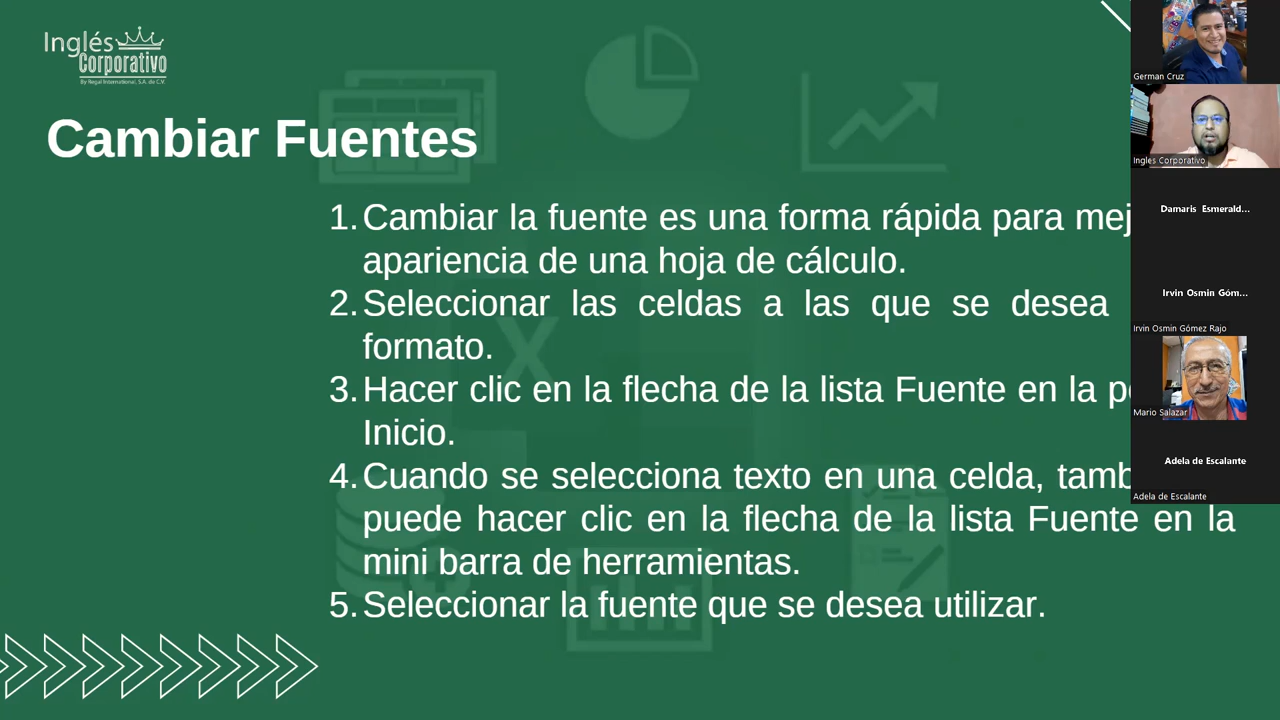 Inglés
Corporativo
By Regal International, S.A. de C.V.
Cambiar Fuentes
1. Cambiar la fuente es una forma rápida para mej
apariencia de una hoja de cálculo.
2. Seleccionar las celdas a las que se desea
formato.
3. Hacer clic en la flecha de la lista Fuente en la p
Inicio.
4. Cuando se selecciona texto en una celda, tamb
puede hacer clic en la flecha de la lista Fuente en la
mini barra de herramientas.
5. Seleccionar la fuente que se desea utilizar.
German Cruz
Ingles Corporativo
Damaris Esmerald...
Irvin Osmin Góm...
Irvin Osmin Gómez Rajo
Mario Salazar
Adela de Escalante
Adela de Escalante